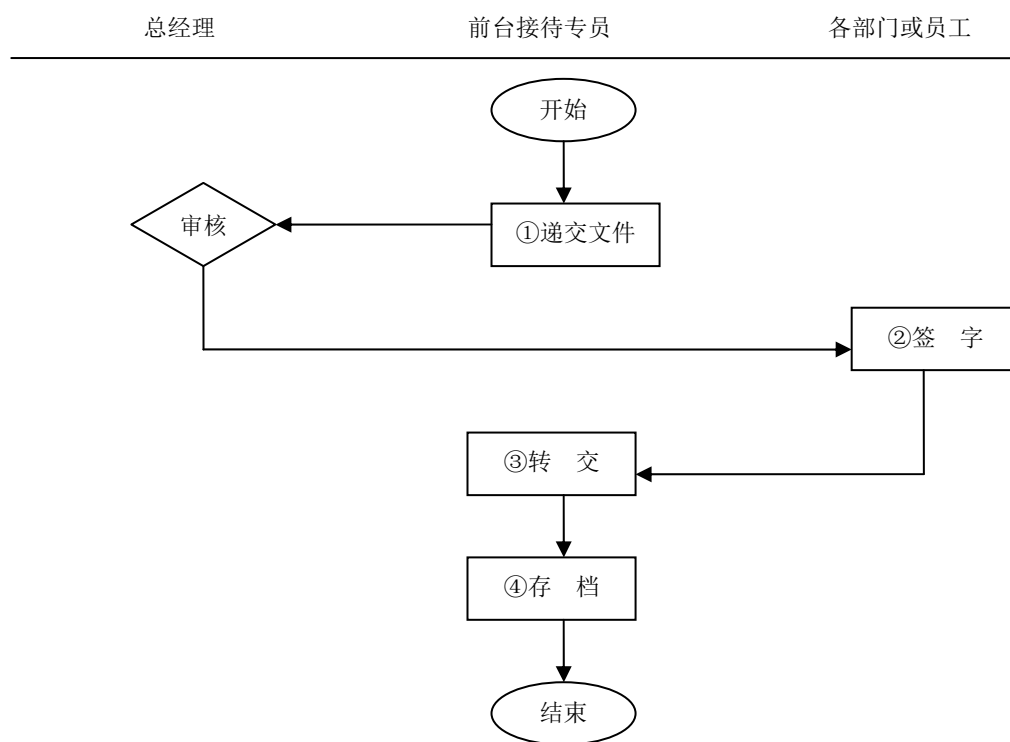 总经理 前台接待专员 各部门或员工
开始
审核
①递交文件
②签 字
③转 交
④存 档
结束